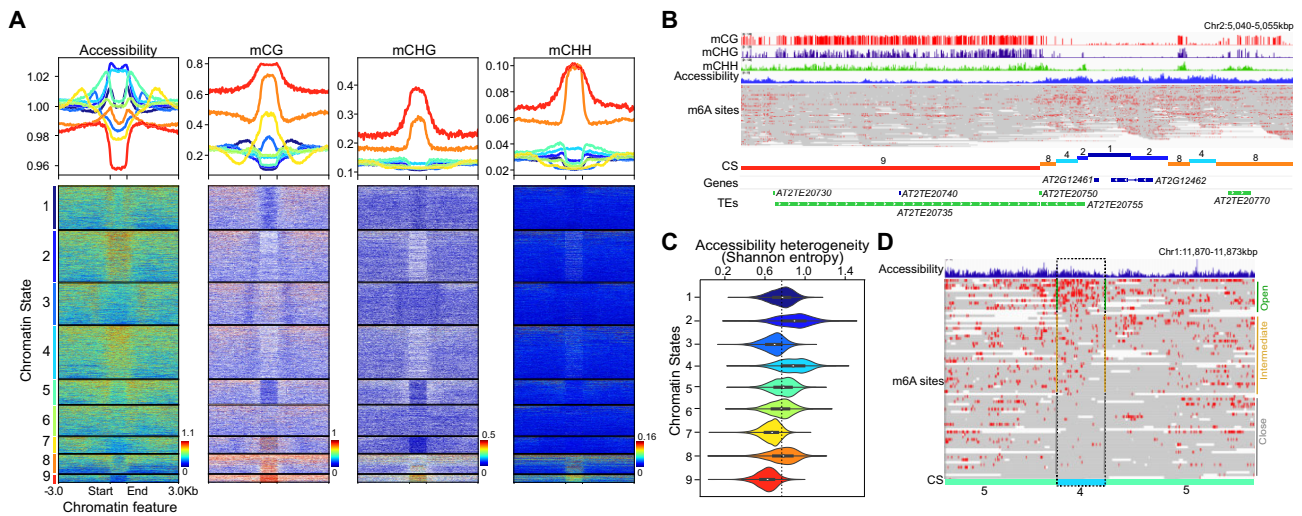 A
Accessibility
mCG
mCHG
mCHH
1.02
1.00
0.98
0.96
0.8
0.6
0.4
0.2
0.4
0.3
0.2
0.1
0.10
0.08
0.06
0.04
0.02
Chromatin State
1
2
3
4
5
6
7
8
9
1.1
0
1
0
0.5
0
0.16
0
-3.0
Start
End
3.0Kb
Chromatin feature
B
Chr2:5,040-5,055kbp
mCG
mCHG
mCHH
Accessibility
m6A sites
CS
9
8
4
2
1
2
8
4
8
Genes
AT2G12461
AT2G12462
TEs
AT2TE20730
AT2TE20740
AT2TE20750
AT2TE20735
AT2TE20755
AT2TE20770
C
Accessibility heterogeneity
(Shannon entropy)
0.2
0.6
1.0
1.4
Chromatin States
1
2
3
4
5
6
7
8
9
D
Chr1:11,870-11,873kbp
Accessibility
m6A sites
Open
Intermediate
Close
CS
5
4
5